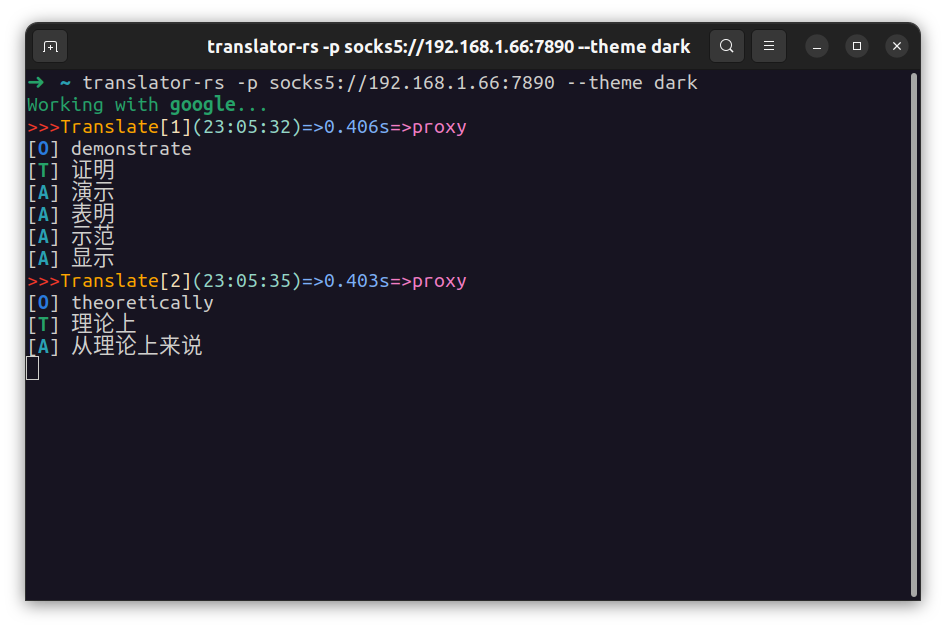 translator-rs -p socks5://192.168.1.66:7890 --theme dark
➜ ~ translator-rs -p socks5://192.168.1.66:7890 --theme dark
Working with google...
>>>Translate[1](23:05:32)=>0.406s=>proxy
[O] demonstrate
[T] 证明
[A] 演示
[A] 表明
[A] 示范
[A] 显示
>>>Translate[2](23:05:35)=>0.403s=>proxy
[O] theoretically
[T] 理论上
[A] 从理论上来说